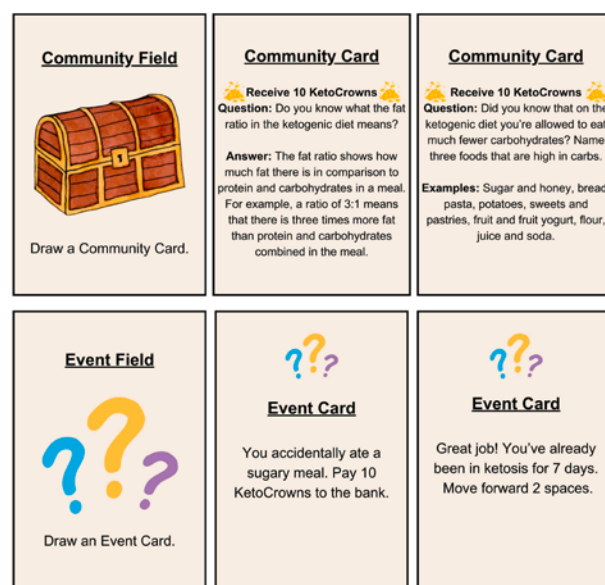 Community Field
Draw a Community Card.
Community Card
Receive 10 KetoCrowns
Question: Do you know what the fat
ratio in the ketogenic diet means?
Answer: The fat ratio shows how
much fat there is in comparison to
protein and carbohydrates in a meal.
For example, a ratio of 3:1 means
that there is three times more fat
than protein and carbohydrates
combined in the meal.
Community Card
Receive 10 KetoCrowns
Question: Did you know that on the
ketogenic diet you're allowed to eat
much fewer carbohydrates? Name
three foods that are high in carbs.
Examples: Sugar and honey, bread,
pasta, potatoes, sweets and
pastries, fruit and fruit yogurt, flour,
juice and soda.
Event Field
???
Draw an Event Card.
???
Event Card
You accidentally ate a
sugary meal. Pay 10
KetoCrowns to the bank.
???
Event Card
Great job! You've already
been in ketosis for 7 days.
Move forward 2 spaces.